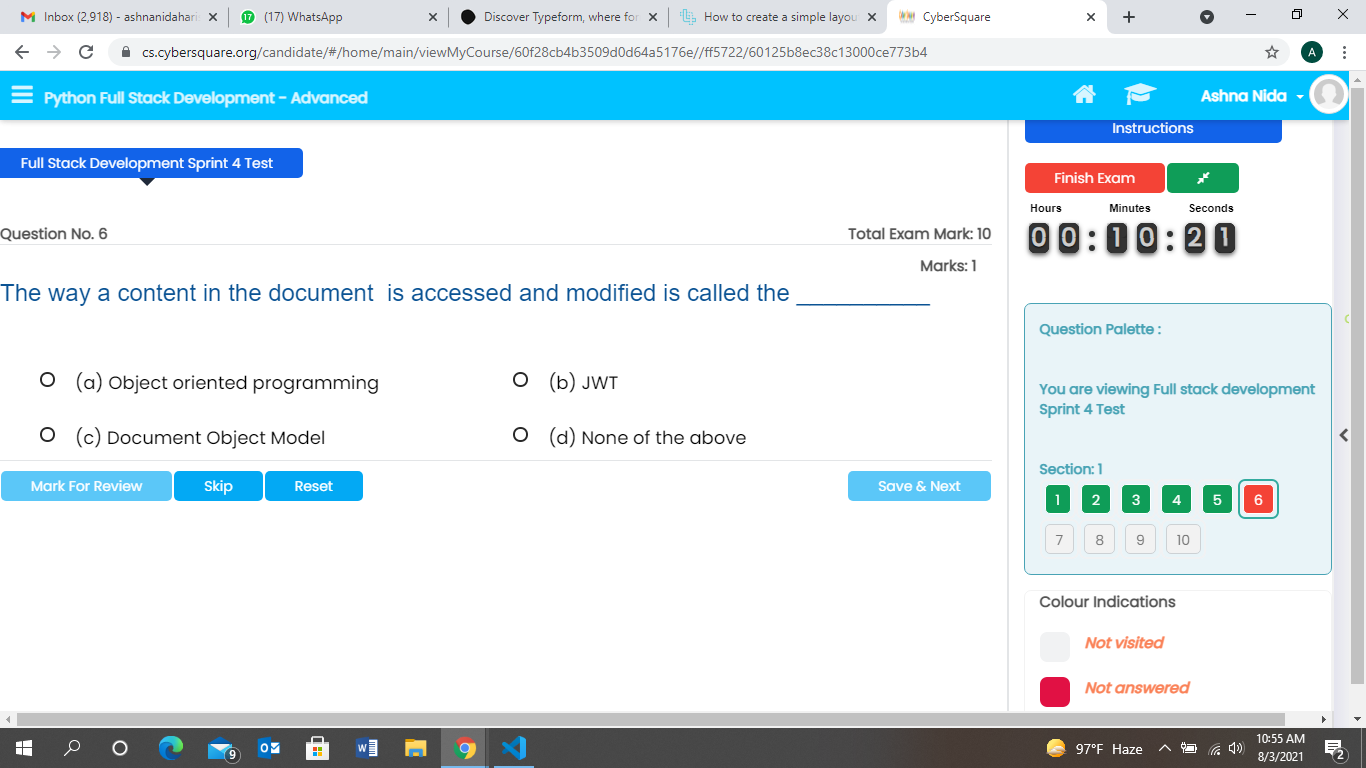 Inbox (2,918) - ashnanidaharis
(17) WhatsApp
Discover Typeform, where for
How to create a simple layou
CyberSquare
cs.cybersquare.org/candidate/#/home/main/viewMyCourse/60f28cb4b3509d0d64a5176e//ff5722/60125b8ec38c13000ce773b4
A
Python Full Stack Development - Advanced
Ashna Nida
Full Stack Development Sprint 4 Test
Question No. 6
Total Exam Mark: 10
Marks: 1
The way a content in the document  is accessed and modified is called the __________
(a) Object oriented programming
(b) JWT
(c) Document Object Model
(d) None of the above
Mark For Review
Skip
Reset
Save & Next
Instructions
Finish Exam
Hours Minutes Seconds
00:10:21
Question Palette :
You are viewing Full stack development
Sprint 4 Test
Section: 1
1 2 3 4 5 6
7 8 9 10
Colour Indications
Not visited
Not answered
9
97°F Haze
10:55 AM
8/3/2021
2